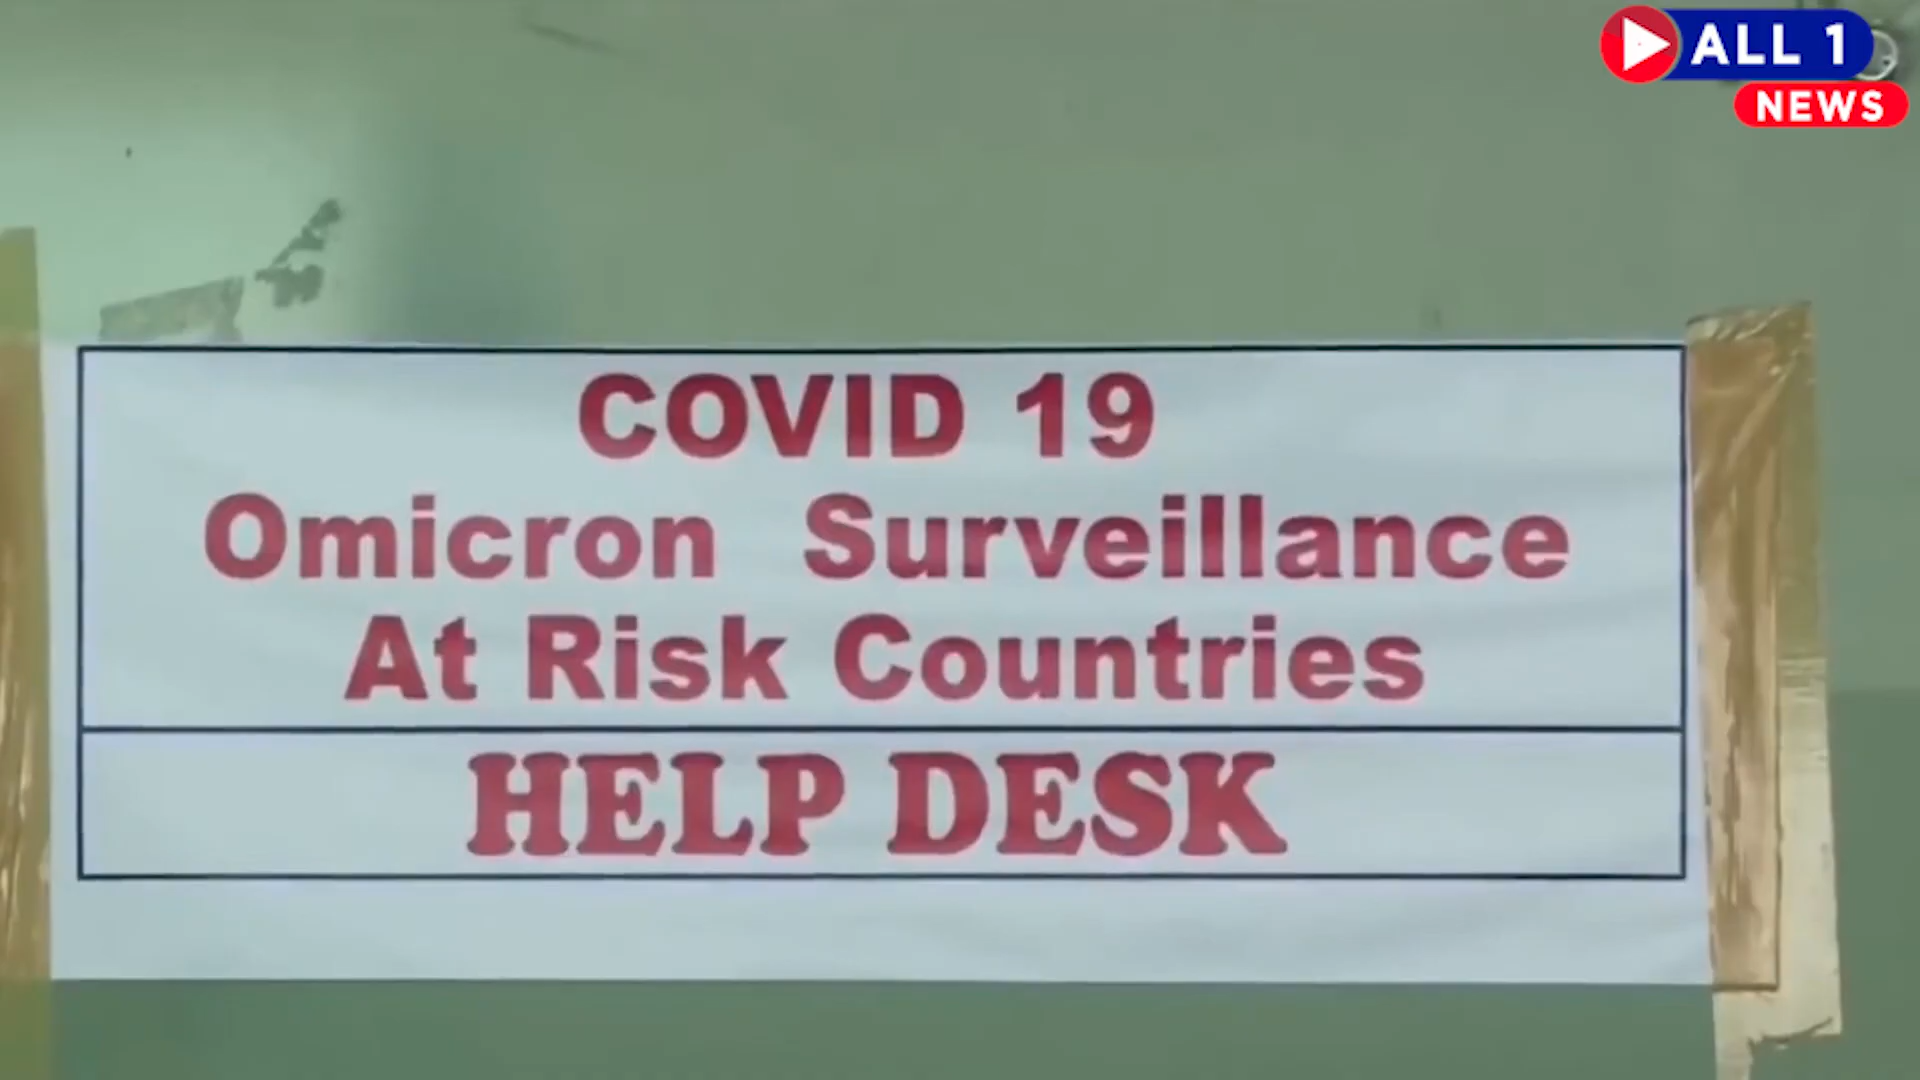 ALL 1
NEWS
COVID 19
Omicron Surveillance
At Risk Countries
HELP DESK